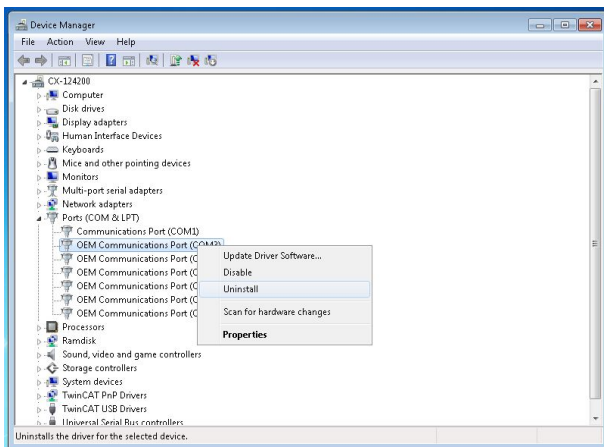 Device Manager
File Action View Help
CX-124200
Computer
Disk drives
Display adapters
Human Interface Devices
Keyboards
Mice and other pointing devices
Monitors
Multi-port serial adapters
Network adapters
Ports (COM & LPT)
Communications Port (COM1)
OEM Communications Port (COM3)
OEM Communications Port (C
OEM Communications Port (C
OEM Communications Port (C
OEM Communications Port (C
OEM Communications Port (C
Update Driver Software...
Disable
Uninstall
Scan for hardware changes
Properties
Processors
Ramdisk
Sound, video and game controllers
Storage controllers
System devices
TwinCAT PnP Drivers
TwinCAT USB Drivers
Universal Serial Bus controllers
Uninstalls the driver for the selected device.